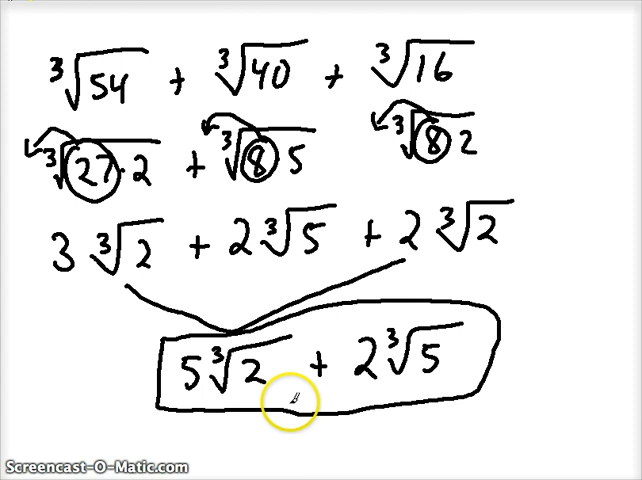 ∛54 + ∛40 + ∛16
∛27·2 + ∛8 5 ∛8 2
3 ∛2 + 2 ∛5 + 2 ∛2
5 ∛2 + 2 ∛5
Screencast-O-Matic.com